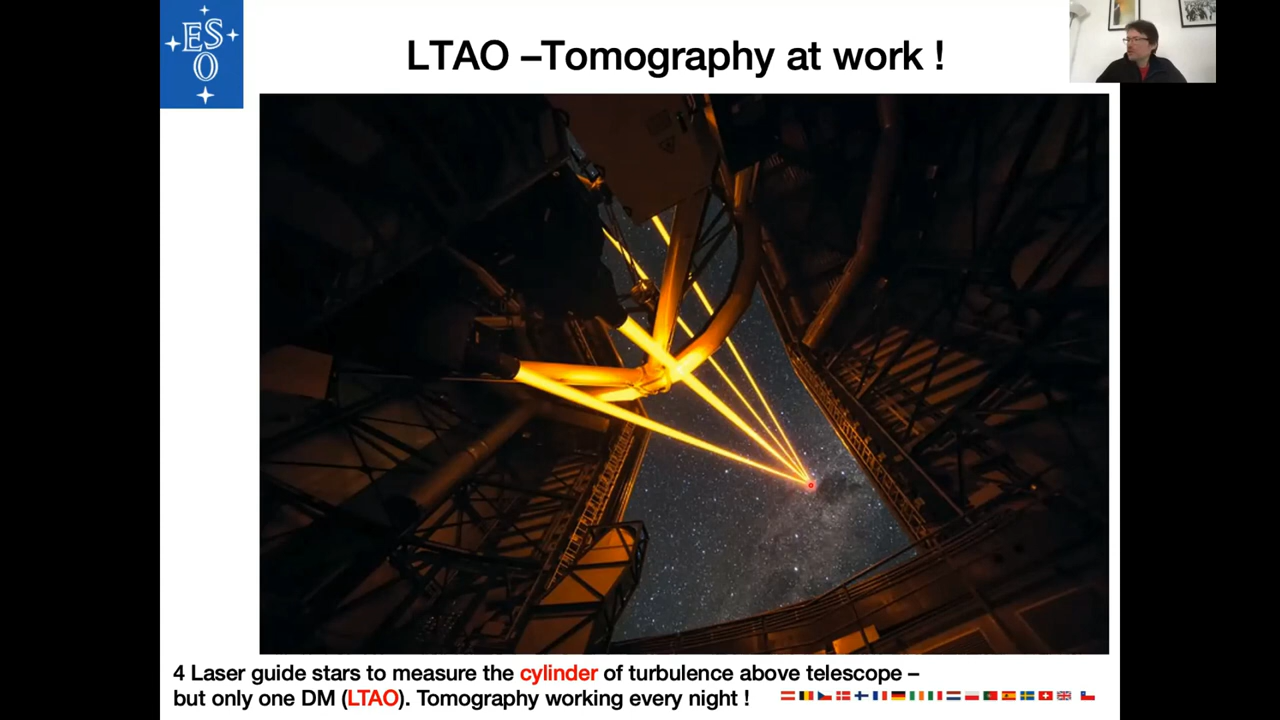 ESO
LTAO –Tomography at work !
4 Laser guide stars to measure the cylinder of turbulence above telescope –
but only one DM (LTAO). Tomography working every night !